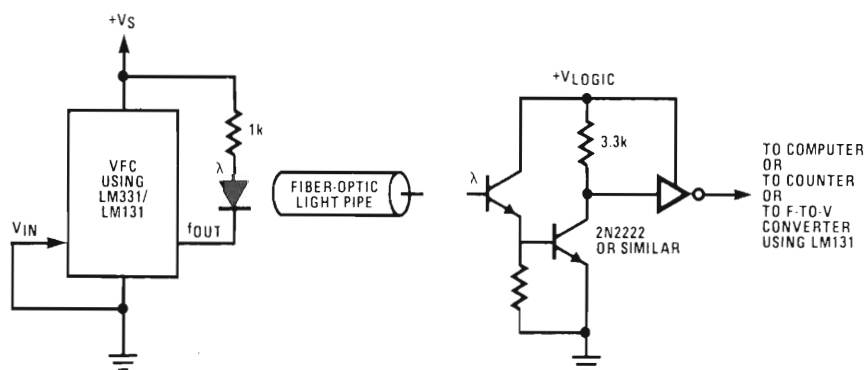 +VS
1k
λ
VFC
USING
LM331/
LM131
VIN
fOUT
FIBER-OPTIC
LIGHT PIPE
+VLOGIC
3.3k
λ
2N2222
OR SIMILAR
TO COMPUTER
OR
TO COUNTER
OR
TO F-TO-V
CONVERTER
USING LM131